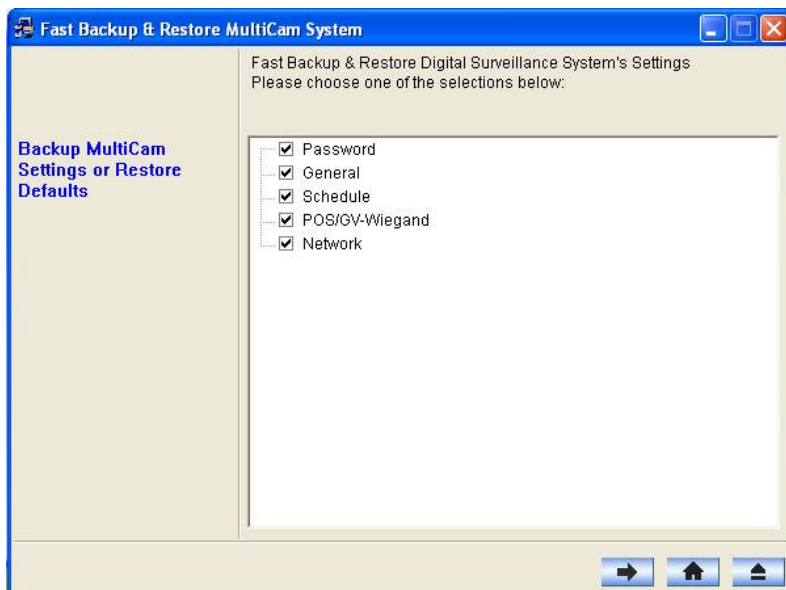 Fast Backup & Restore MultiCam System
Fast Backup & Restore Digital Surveillance System's Settings
Please choose one of the selections below:
Backup MultiCam
Settings or Restore
Defaults
Password
General
Schedule
POS/GV-Wiegand
Network